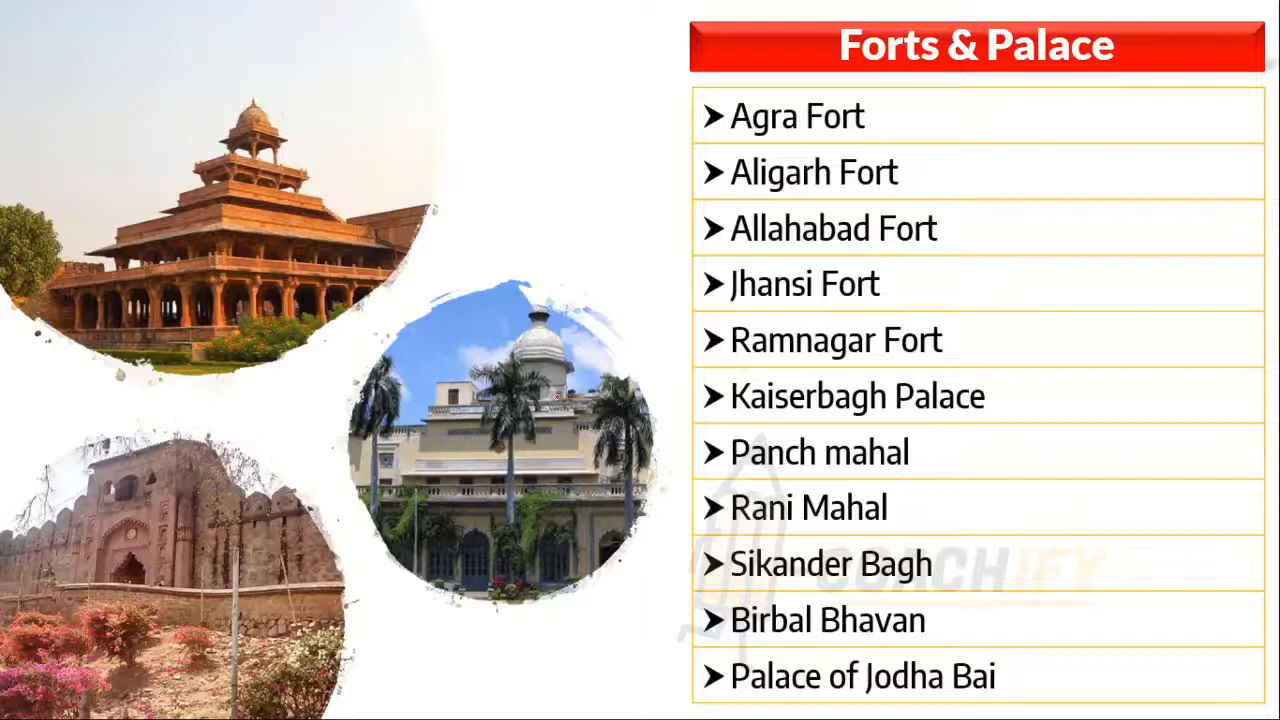 Forts & Palace
➤ Agra Fort
➤ Aligarh Fort
➤ Allahabad Fort
➤ Jhansi Fort
➤ Ramnagar Fort
➤ Kaiserbagh Palace
➤ Panch mahal
➤ Rani Mahal
➤ Sikander Bagh
COACHIFY
➤ Birbal Bhavan
➤ Palace of Jodha Bai